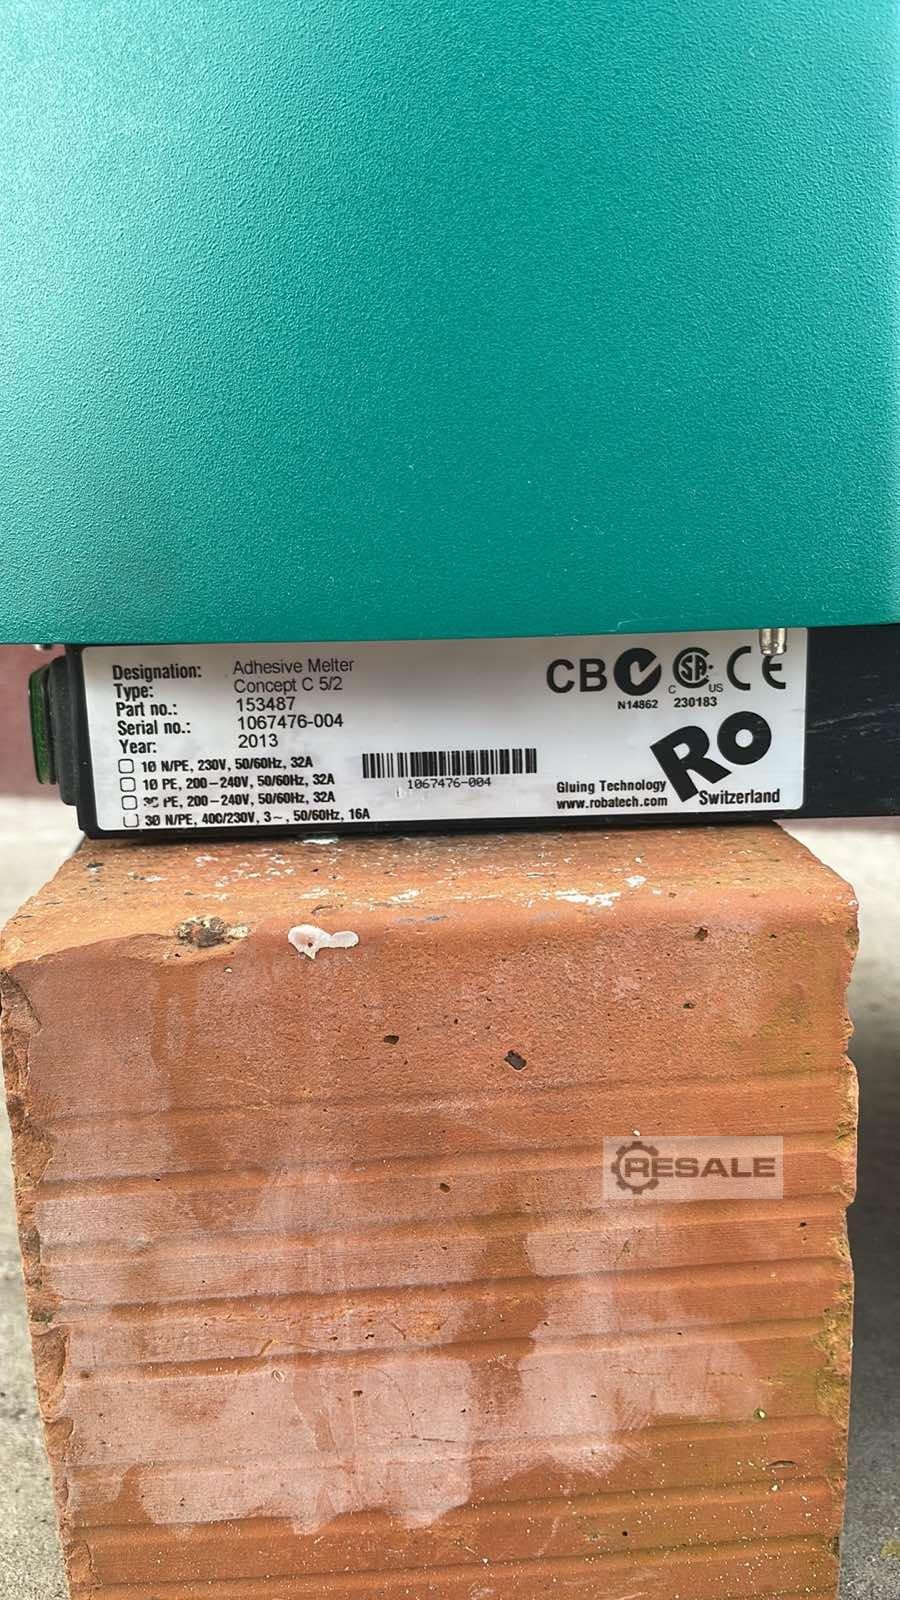 Designation: Adhesive Melter
Type: Concept C 5/2
Part no.: 153487
Serial no.: 1067476-004
Year: 2013
1Ø N/PE, 230V, 50/60Hz, 32A
1Ø PE, 200-240V, 50/60Hz, 32A
PE, 200-240V, 50/60Hz, 32A
3Ø N/PE, 400/230V, 3~, 50/60Hz, 16A
1067476-004
CB
N14862
SA
C US
230183
CE
Ro
Gluing Technology
www.robatech.com
Switzerland
RESALE